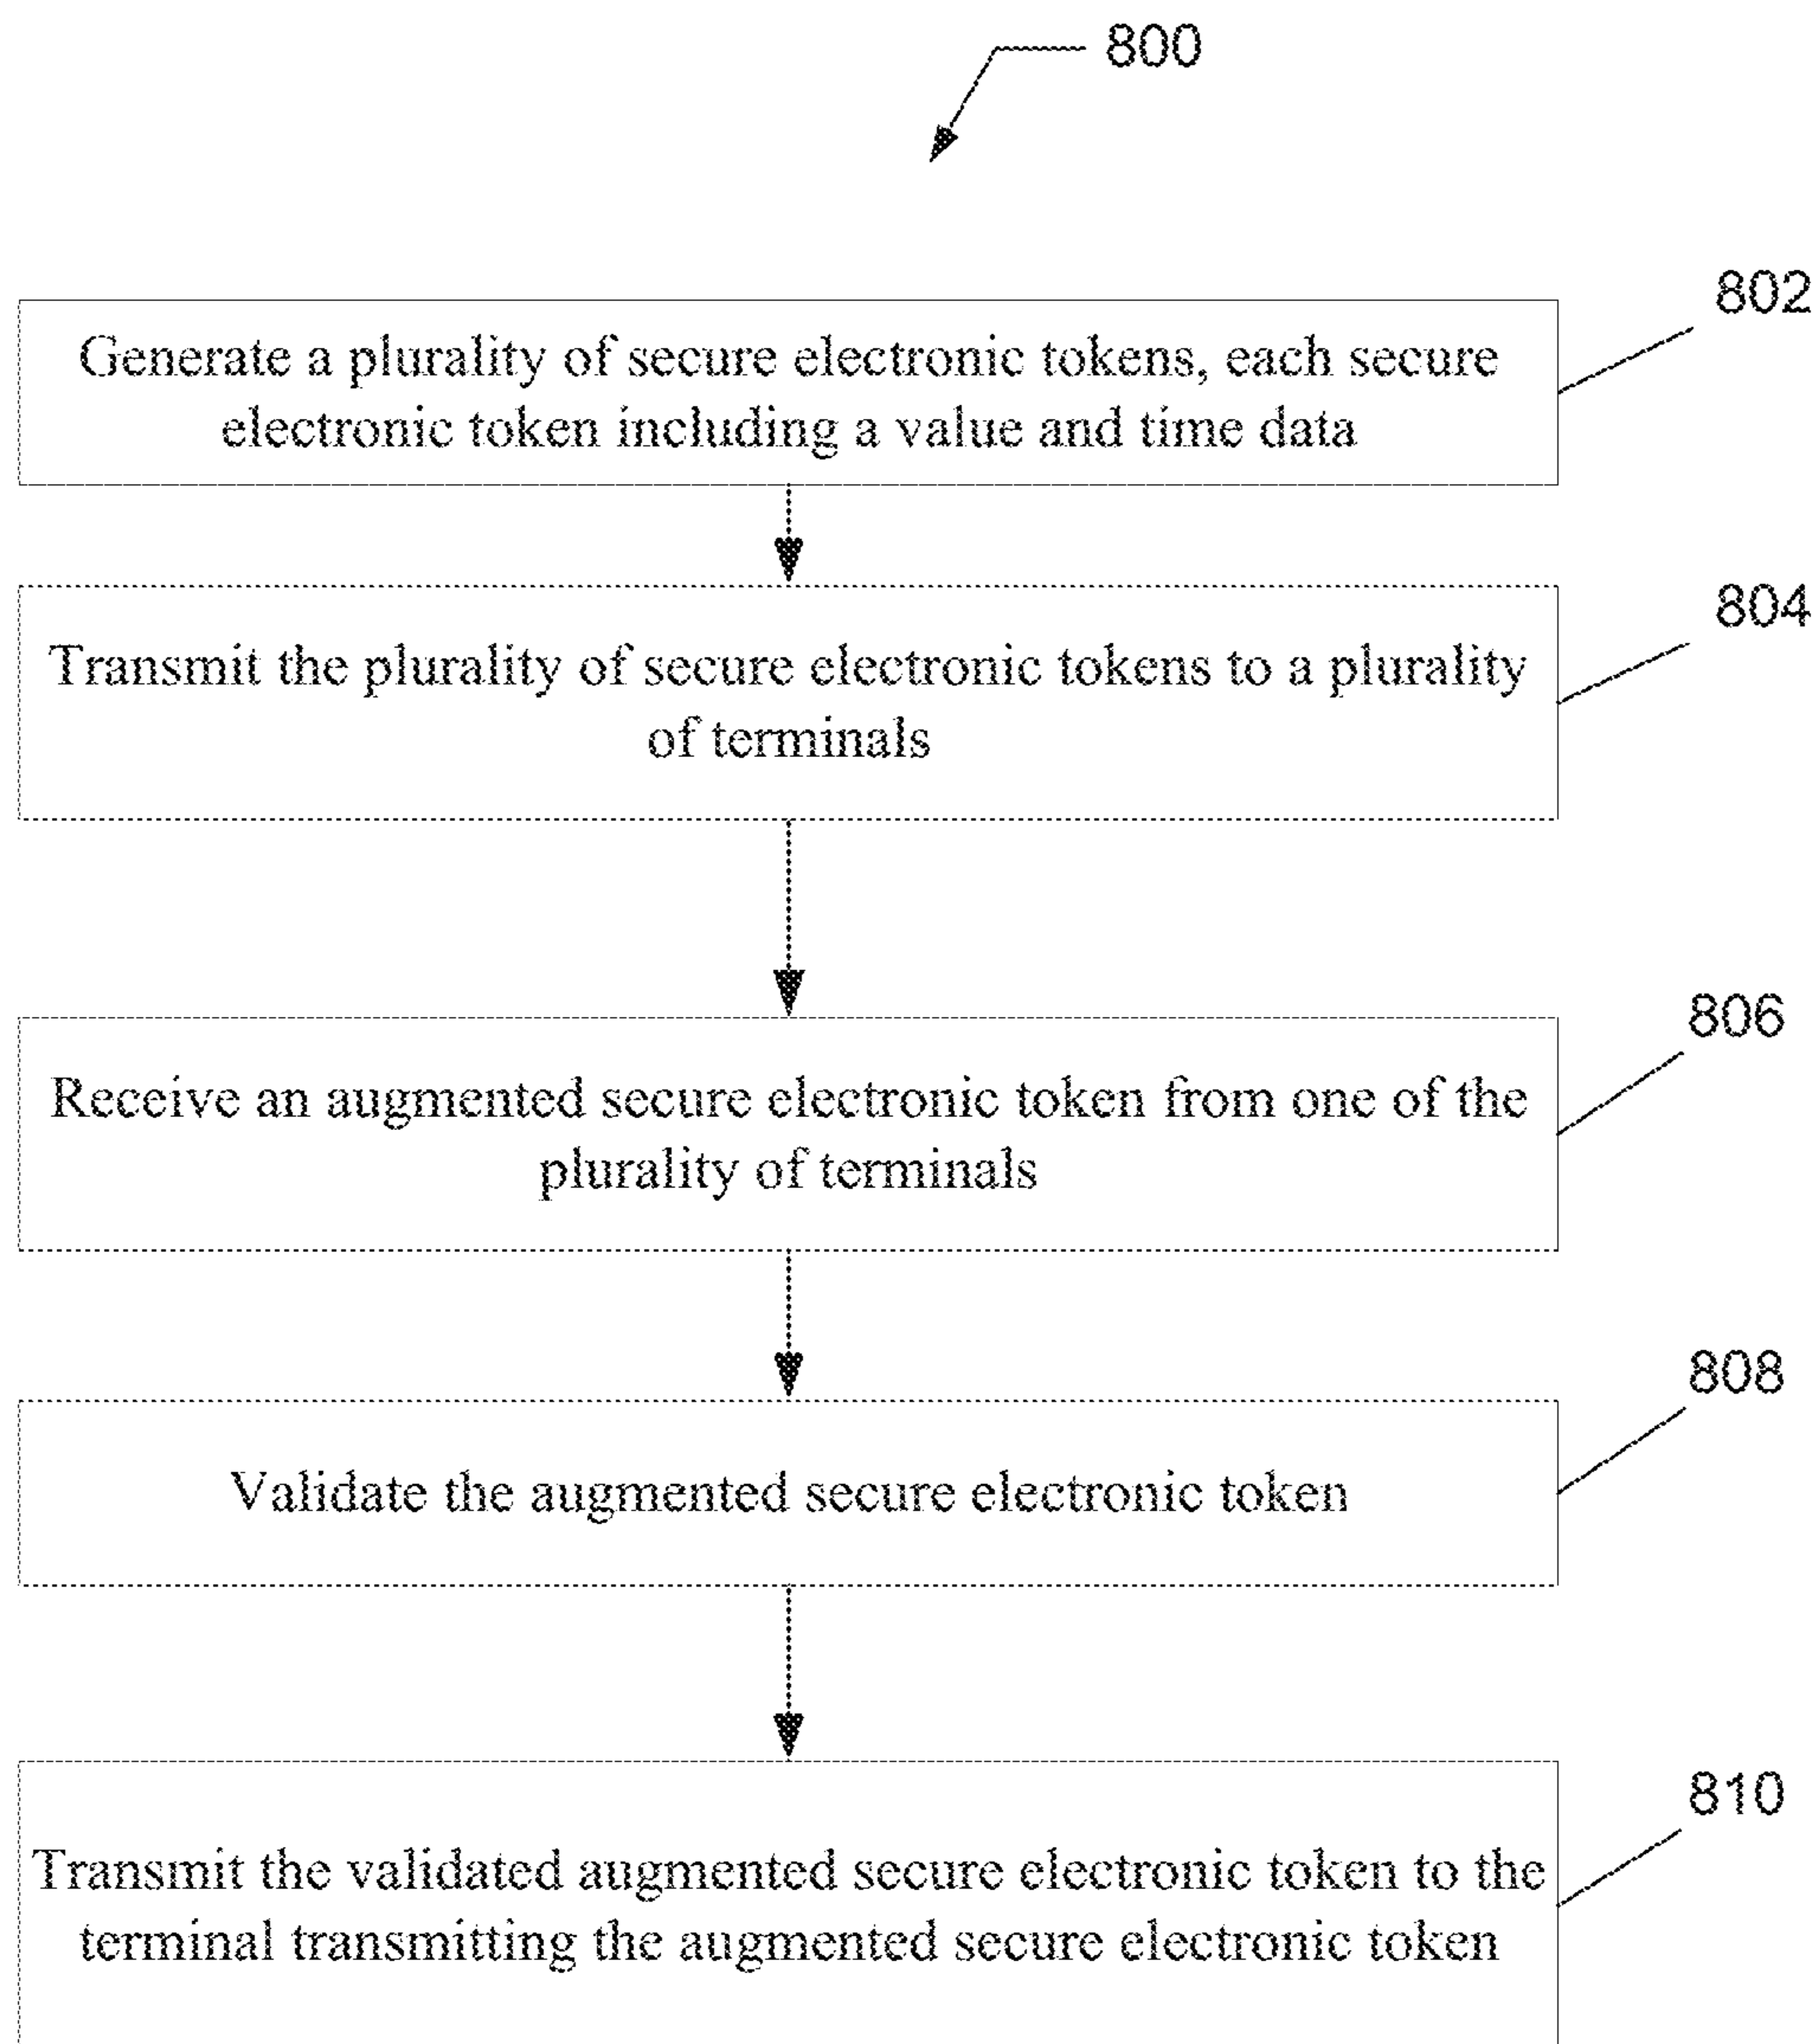 800
802
Generate a plurality of secure electronic tokens, each secure
electronic token including a value and time data
804
Transmit the plurality of secure electronic tokens to a plurality
of terminals
806
Receive an augmented secure electronic token from one of the
plurality of terminals
808
Validate the augmented secure electronic token
810
Transmit the validated augmented secure electronic token to the
terminal transmitting the augmented secure electronic token